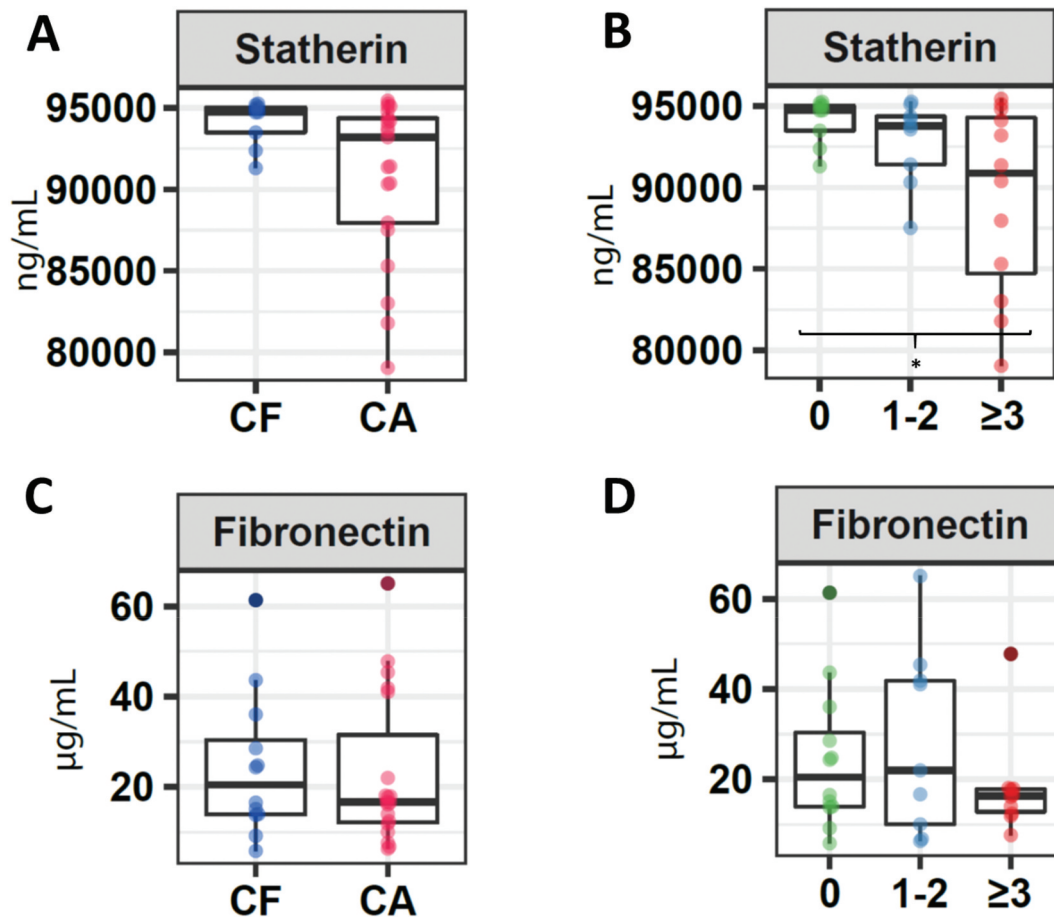 A
Statherin
95000
90000
85000
80000
ng/mL
CF CA
B
Statherin
95000
90000
85000
80000
ng/mL
*
0 1-2 ≥3
C
Fibronectin
60
40
20
µg/mL
CF CA
D
Fibronectin
60
40
20
µg/mL
0 1-2 ≥3